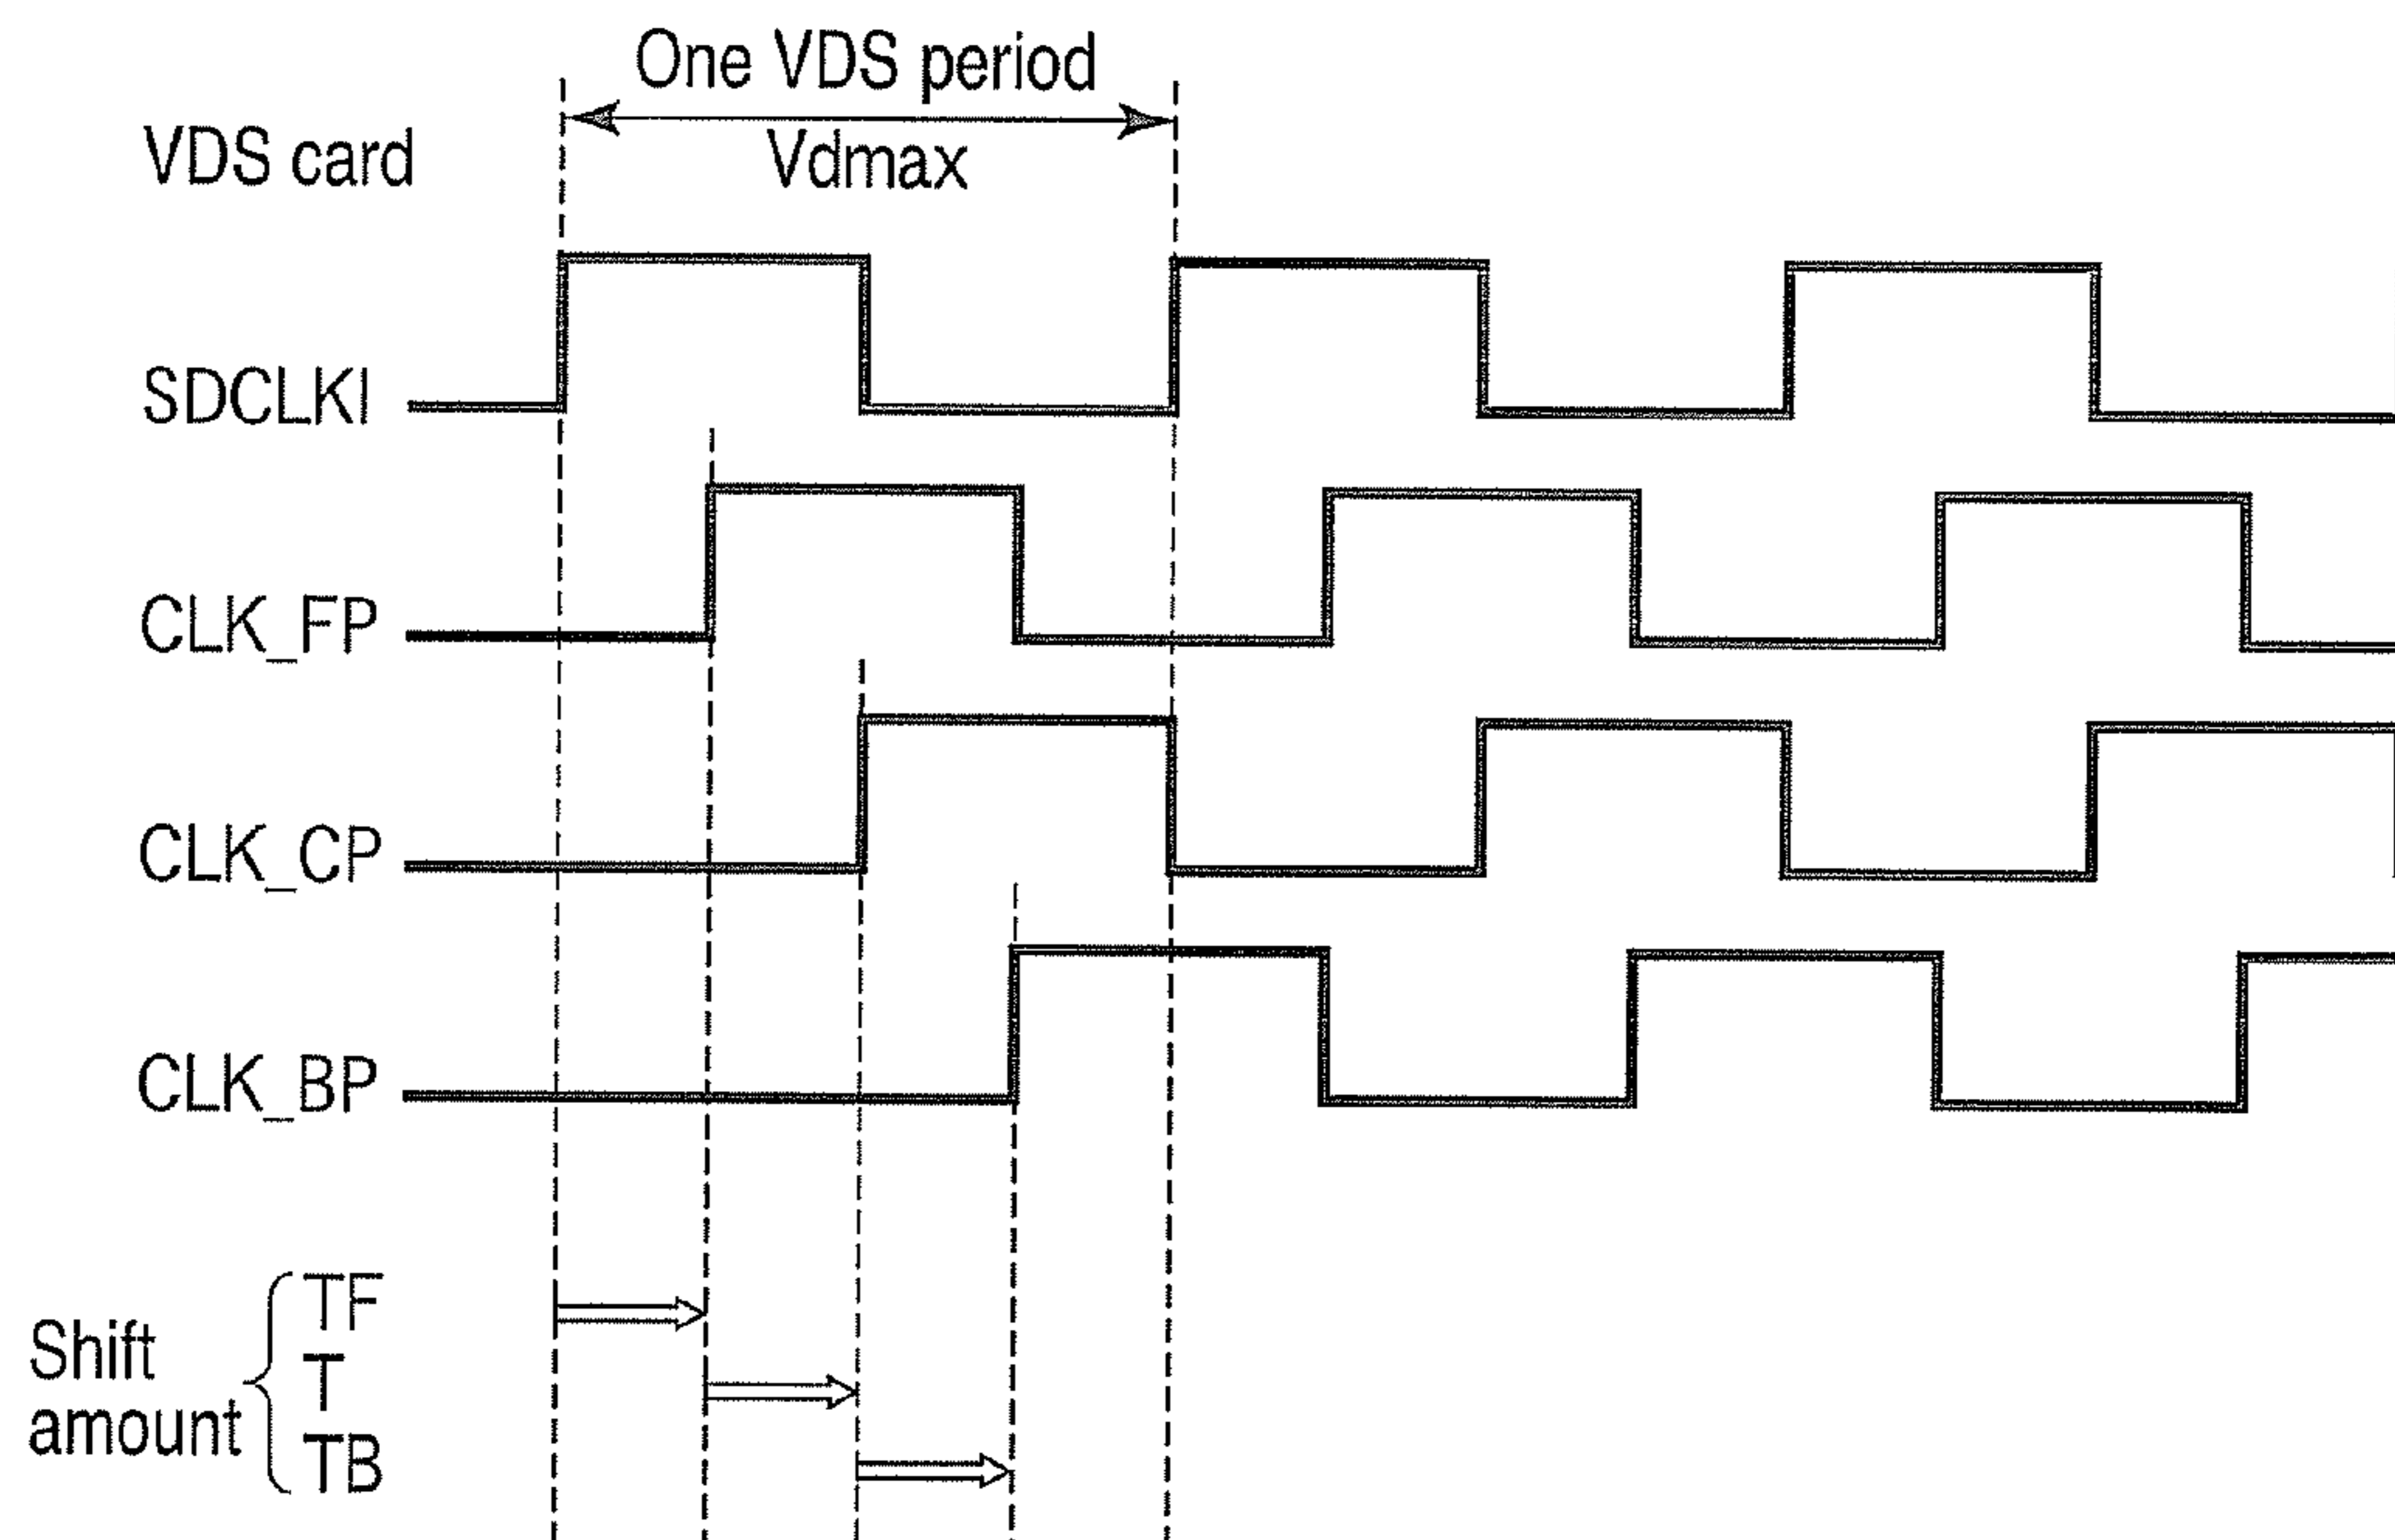 One VDS period
VDS card
Vdmax
SDCLKI
CLK_FP
CLK_CP
CLK_BP
Shift
amount
TF
T
TB